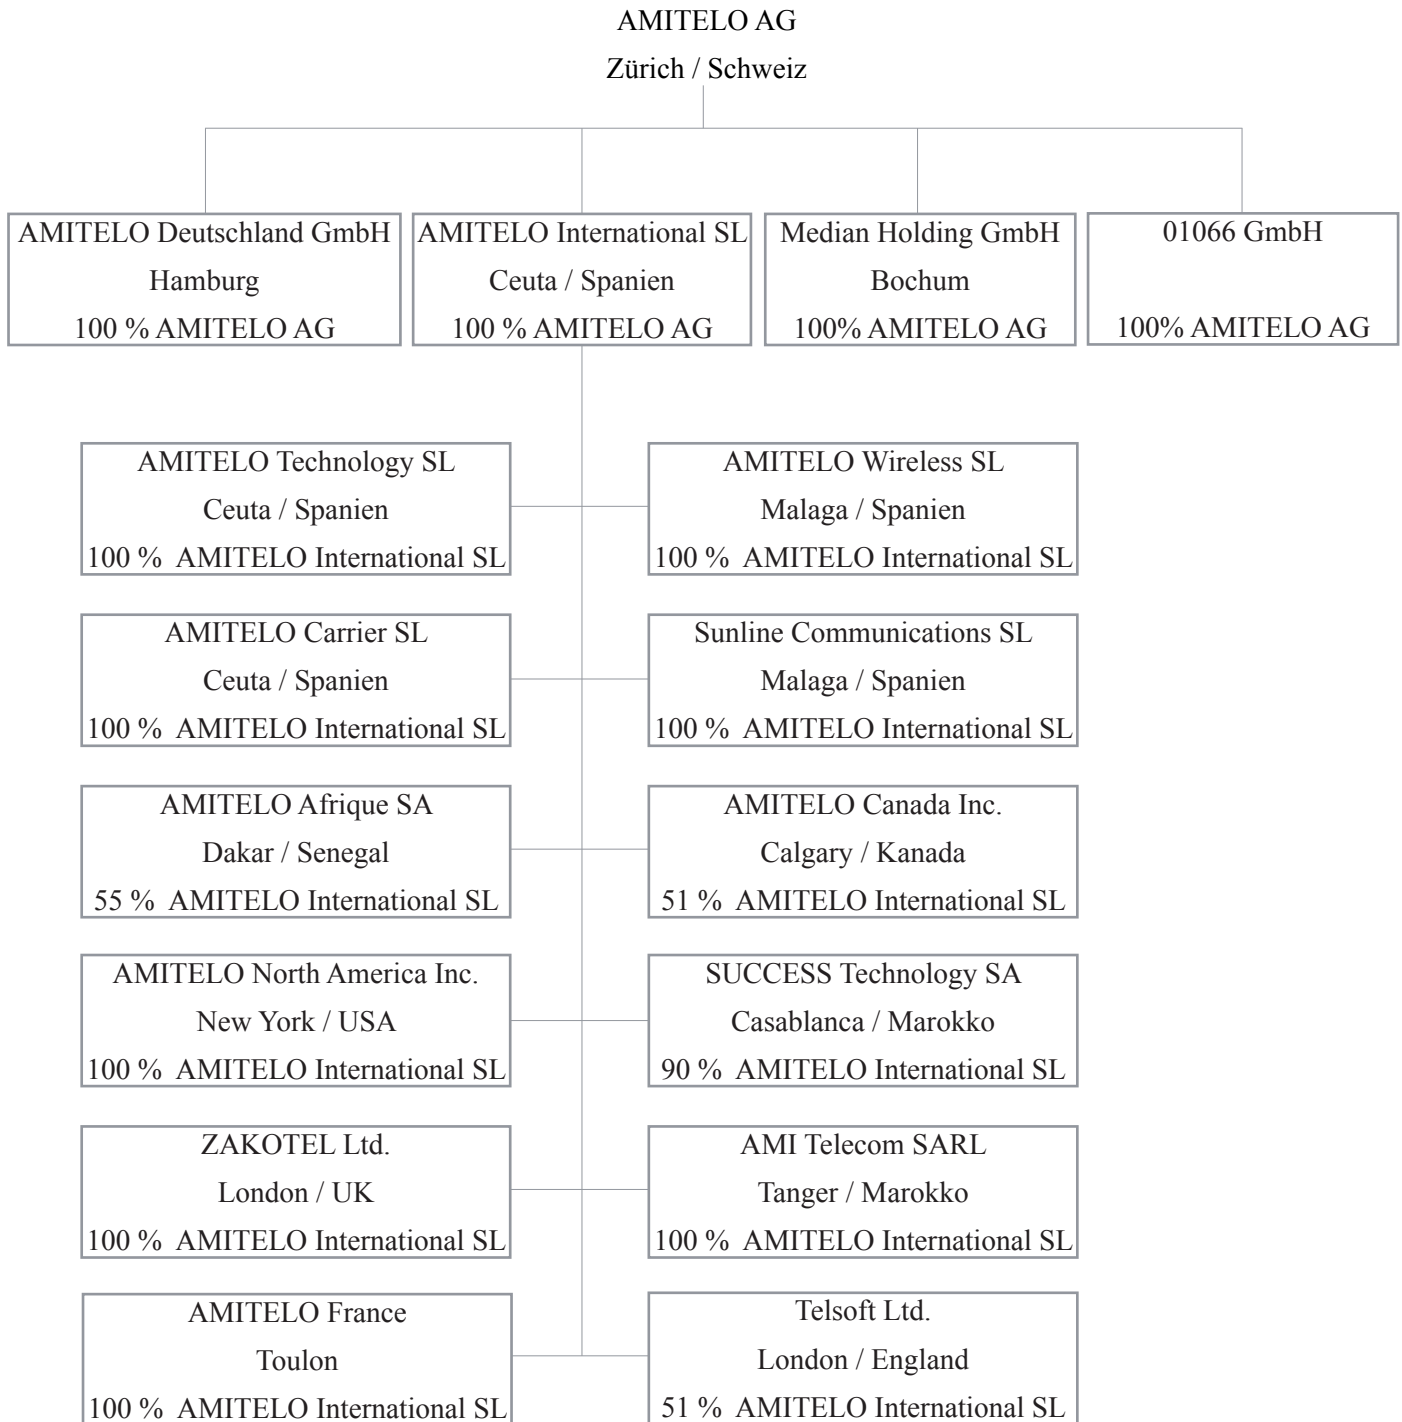 AMITELO AG
Zürich / Schweiz
AMITELO Deutschland GmbH
Hamburg
100 % AMITELO AG
AMITELO International SL
Ceuta / Spanien
100 % AMITELO AG
Median Holding GmbH
Bochum
100% AMITELO AG
01066 GmbH
100% AMITELO AG
AMITELO Technology SL
Ceuta / Spanien
100 % AMITELO International SL
AMITELO Wireless SL
Malaga / Spanien
100 % AMITELO International SL
AMITELO Carrier SL
Ceuta / Spanien
100 % AMITELO International SL
Sunline Communications SL
Malaga / Spanien
100 % AMITELO International SL
AMITELO Afrique SA
Dakar / Senegal
55 % AMITELO International SL
AMITELO Canada Inc.
Calgary / Kanada
51 % AMITELO International SL
AMITELO North America Inc.
New York / USA
100 % AMITELO International SL
SUCCESS Technology SA
Casablanca / Marokko
90 % AMITELO International SL
ZAKOTEL Ltd.
London / UK
100 % AMITELO International SL
AMI Telecom SARL
Tanger / Marokko
100 % AMITELO International SL
AMITELO France
Toulon
100 % AMITELO International SL
Telsoft Ltd.
London / England
51 % AMITELO International SL